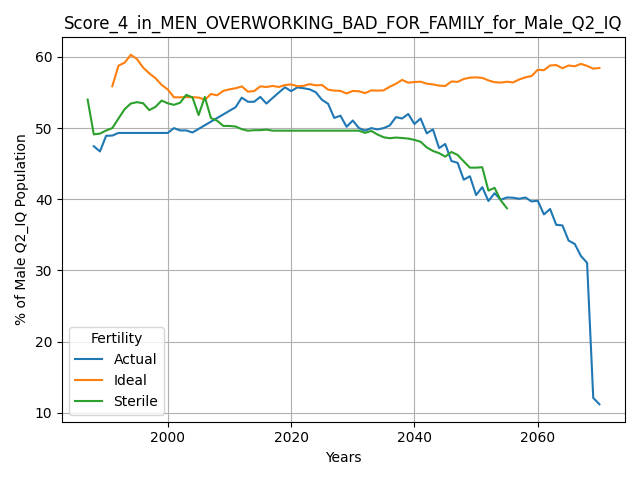 Score_4_in_MEN_OVERWORKING_BAD_FOR_FAMILY_for_Male_Q2_IQ
% of Male Q2_IQ Population
60
50
40
30
20
10
Fertility
Actual
Ideal
Sterile
2000
2020
2040
2060
Years